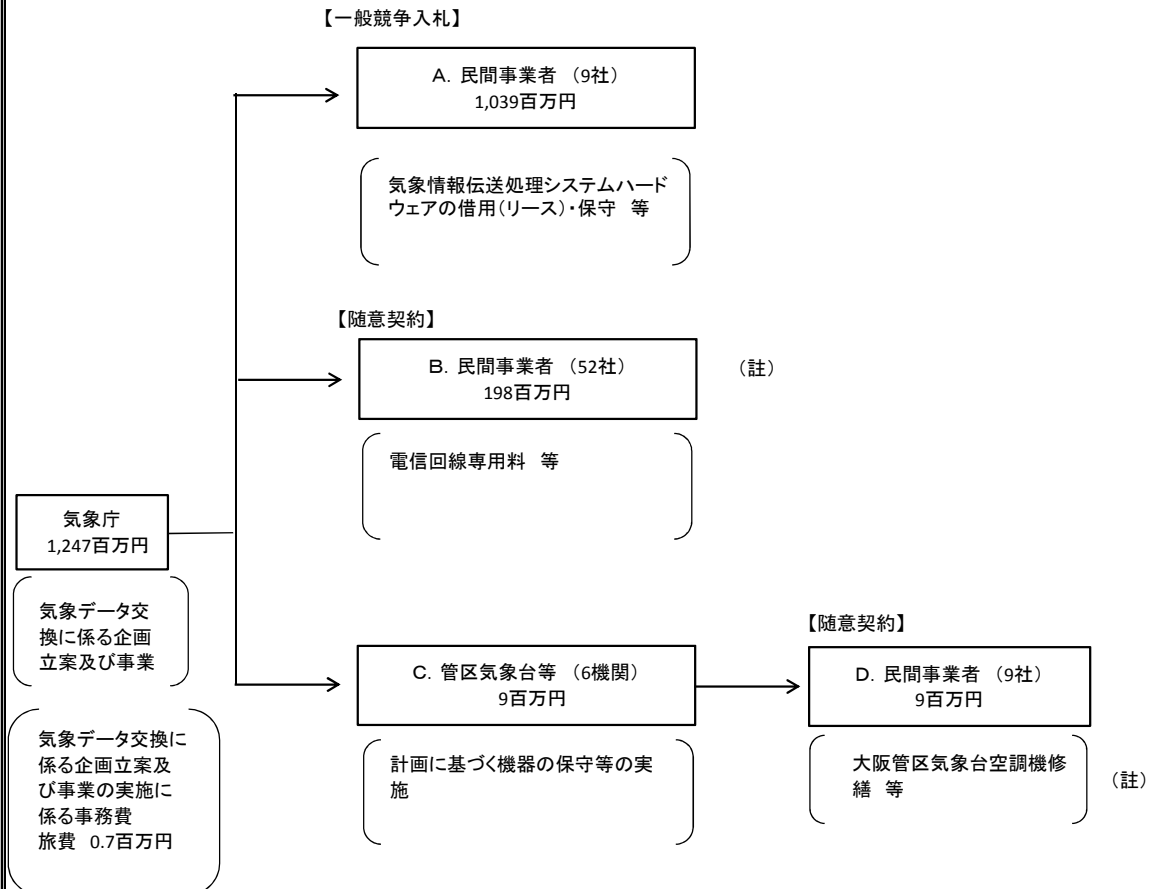 【一般競争入札】
A. 民間事業者 (9社)
1,039百万円
気象情報伝送処理システムハード
ウェアの借用(リース)・保守 等
【随意契約】
B. 民間事業者 (52社)
198百万円
(註)
電信回線専用料 等
気象庁
1,247百万円
気象データ交
換に係る企画
立案及び事業
気象データ交換に
係る企画立案及
び事業の実施に
係る事務費
旅費 0.7百万円
C. 管区気象台等 (6機関)
9百万円
計画に基づく機器の保守等の実
施
【随意契約】
D. 民間事業者 (9社)
9百万円
大阪管区気象台空調機修
繕 等
(註)